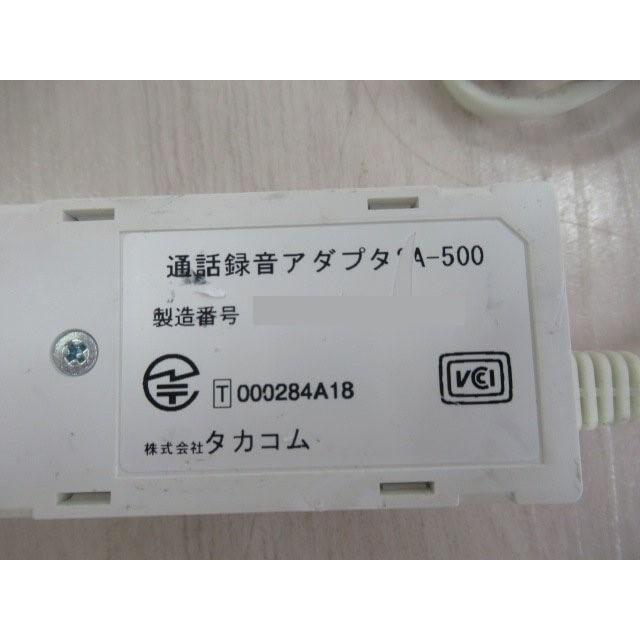 通話録音アダプタ A-500
製造番号
T 000284A18
VCI
株式会社タカコム